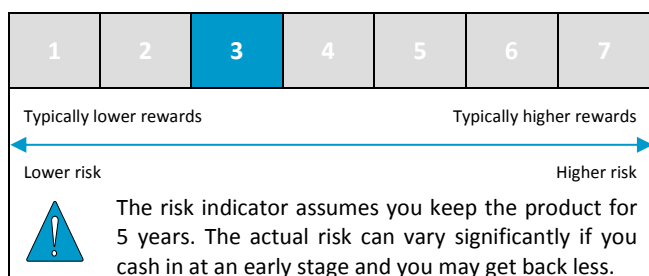 1 2 3 4 5 6 7
Typically lower rewards Typically higher rewards
Lower risk Higher risk
The risk indicator assumes you keep the product for
5 years. The actual risk can vary significantly if you
cash in at an early stage and you may get back less.